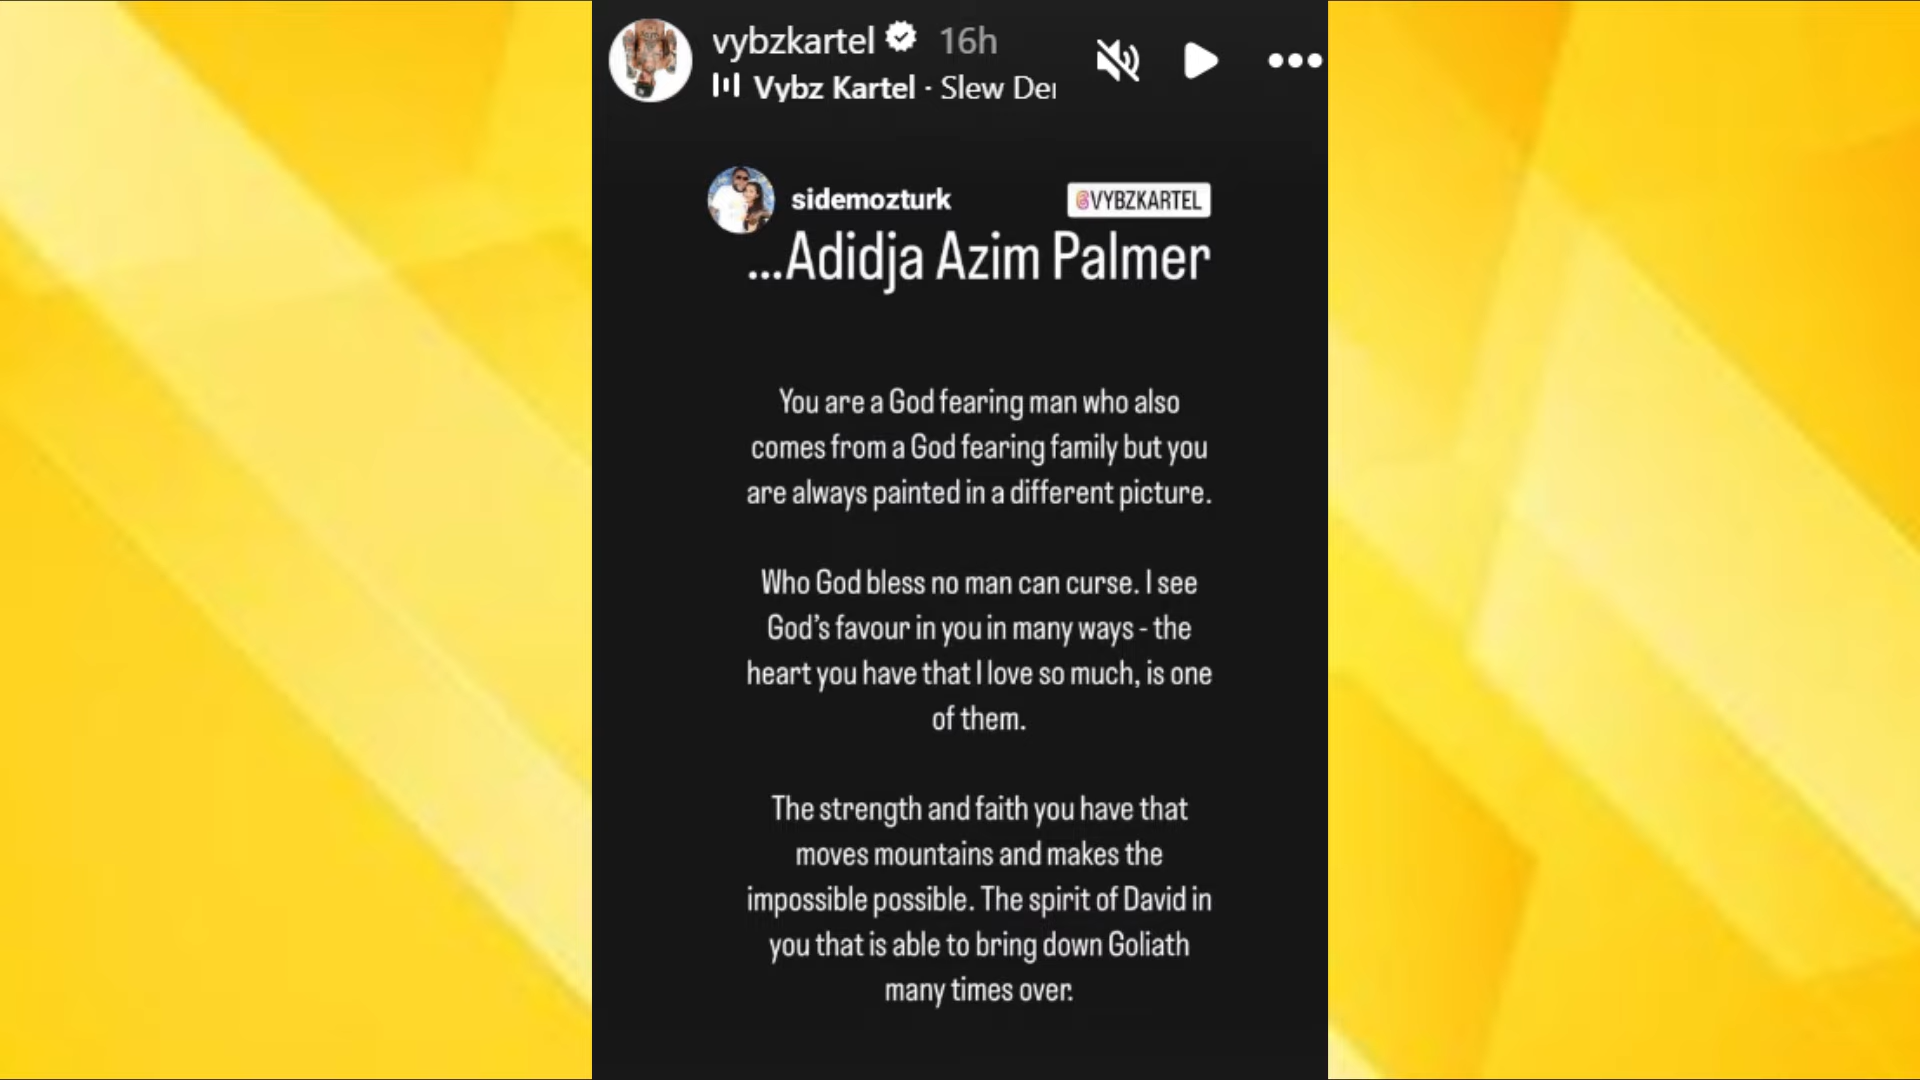 vybzkartel 16h
Vybz Kartel · Slew De
sidemozturk @VYBZKARTEL
...Adidja Azim Palmer
You are a God fearing man who also
comes from a God fearing family but you
are always painted in a different picture.
Who God bless no man can curse. I see
God's favour in you in many ways - the
heart you have that I love so much, is one
of them.
The strength and faith you have that
moves mountains and makes the
impossible possible. The spirit of David in
you that is able to bring down Goliath
many times over.